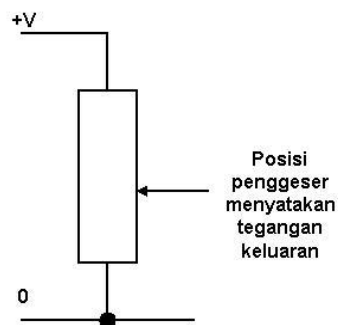 +V
Posisi
penggeser
menyatakan
tegangan
keluaran
0